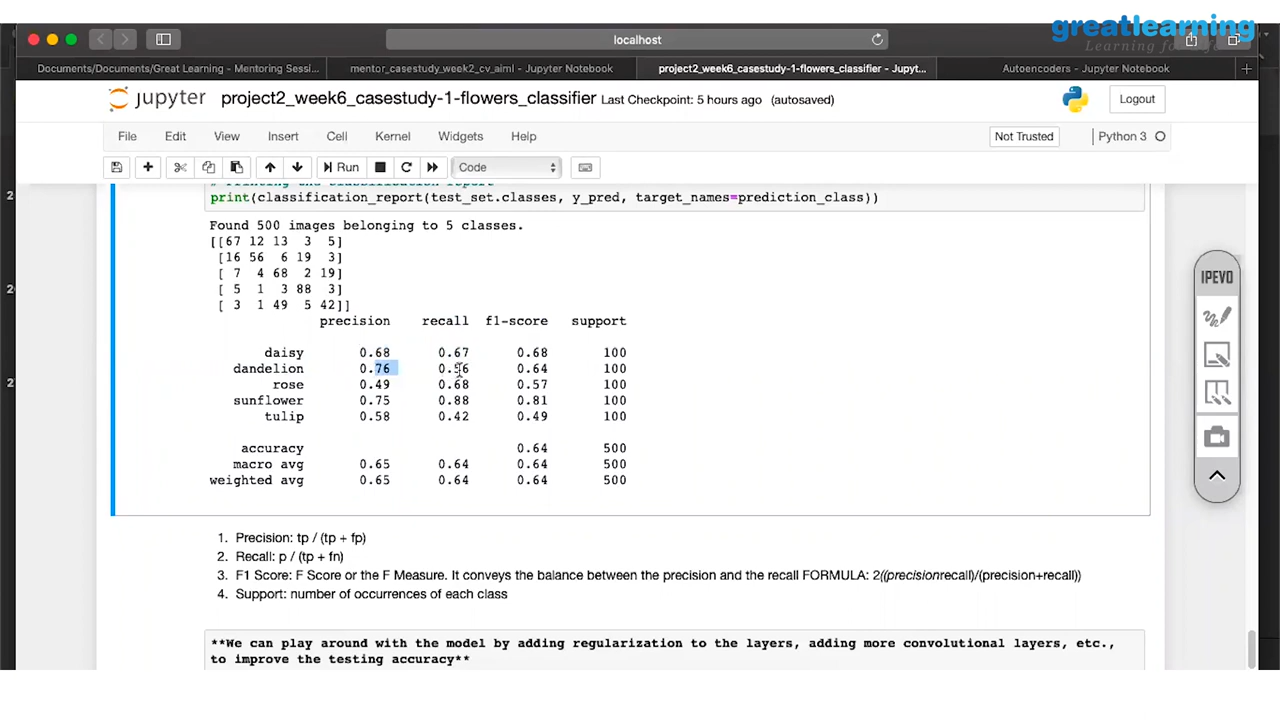 greatlearning
Learning for Life
localhost
Documents/Documents/Great Learning - Mentoring Sessi...
mentor_casestudy_week2_cv_aiml - Jupyter Notebook
project2_week6_casestudy-1-flowers_classifier - Jupyt...
Autoencoders - Jupyter Notebook
jupyter project2_week6_casestudy-1-flowers_classifier Last Checkpoint: 5 hours ago (autosaved)
Logout
File Edit View Insert Cell Kernel Widgets Help
Not Trusted
Python 3
Run
Code
# Printing the Classification report
print(classification_report(test_set.classes, y_pred, target_names=prediction_class))
Found 500 images belonging to 5 classes.
[[67 12 13 3 5]
[16 56 6 19 3]
[ 7 4 68 2 19]
[ 5 1 3 88 3]
[ 3 1 49 5 42]]
precision recall f1-score support
daisy 0.68 0.67 0.68 100
dandelion 0.76 0.56 0.64 100
rose 0.49 0.68 0.57 100
sunflower 0.75 0.88 0.81 100
tulip 0.58 0.42 0.49 100
accuracy 0.64 500
macro avg 0.65 0.64 0.64 500
weighted avg 0.65 0.64 0.64 500
1. Precision: tp / (tp + fp)
2. Recall: p / (tp + fn)
3. F1 Score: F Score or the F Measure. It conveys the balance between the precision and the recall FORMULA: 2((precisionrecall)/(precision+recall))
4. Support: number of occurrences of each class
**We can play around with the model by adding regularization to the layers, adding more convolutional layers, etc.,
to improve the testing accuracy**
IPEVO
2
2
2